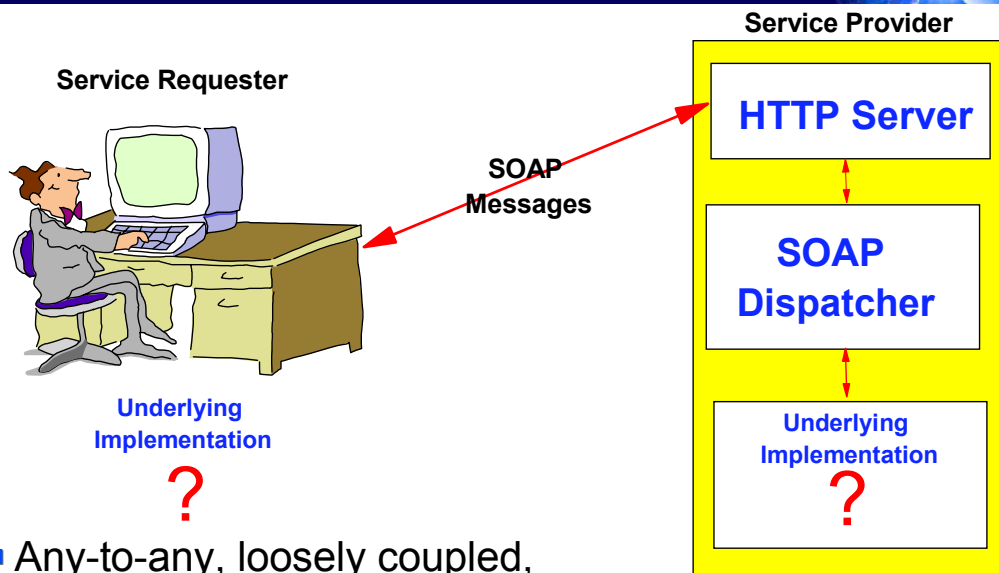 Service Provider
Service Requester
HTTP Server
SOAP
Messages
SOAP
Dispatcher
Underlying
Implementation
?
Underlying
Implementation
?
Any-to-any, loosely coupled,